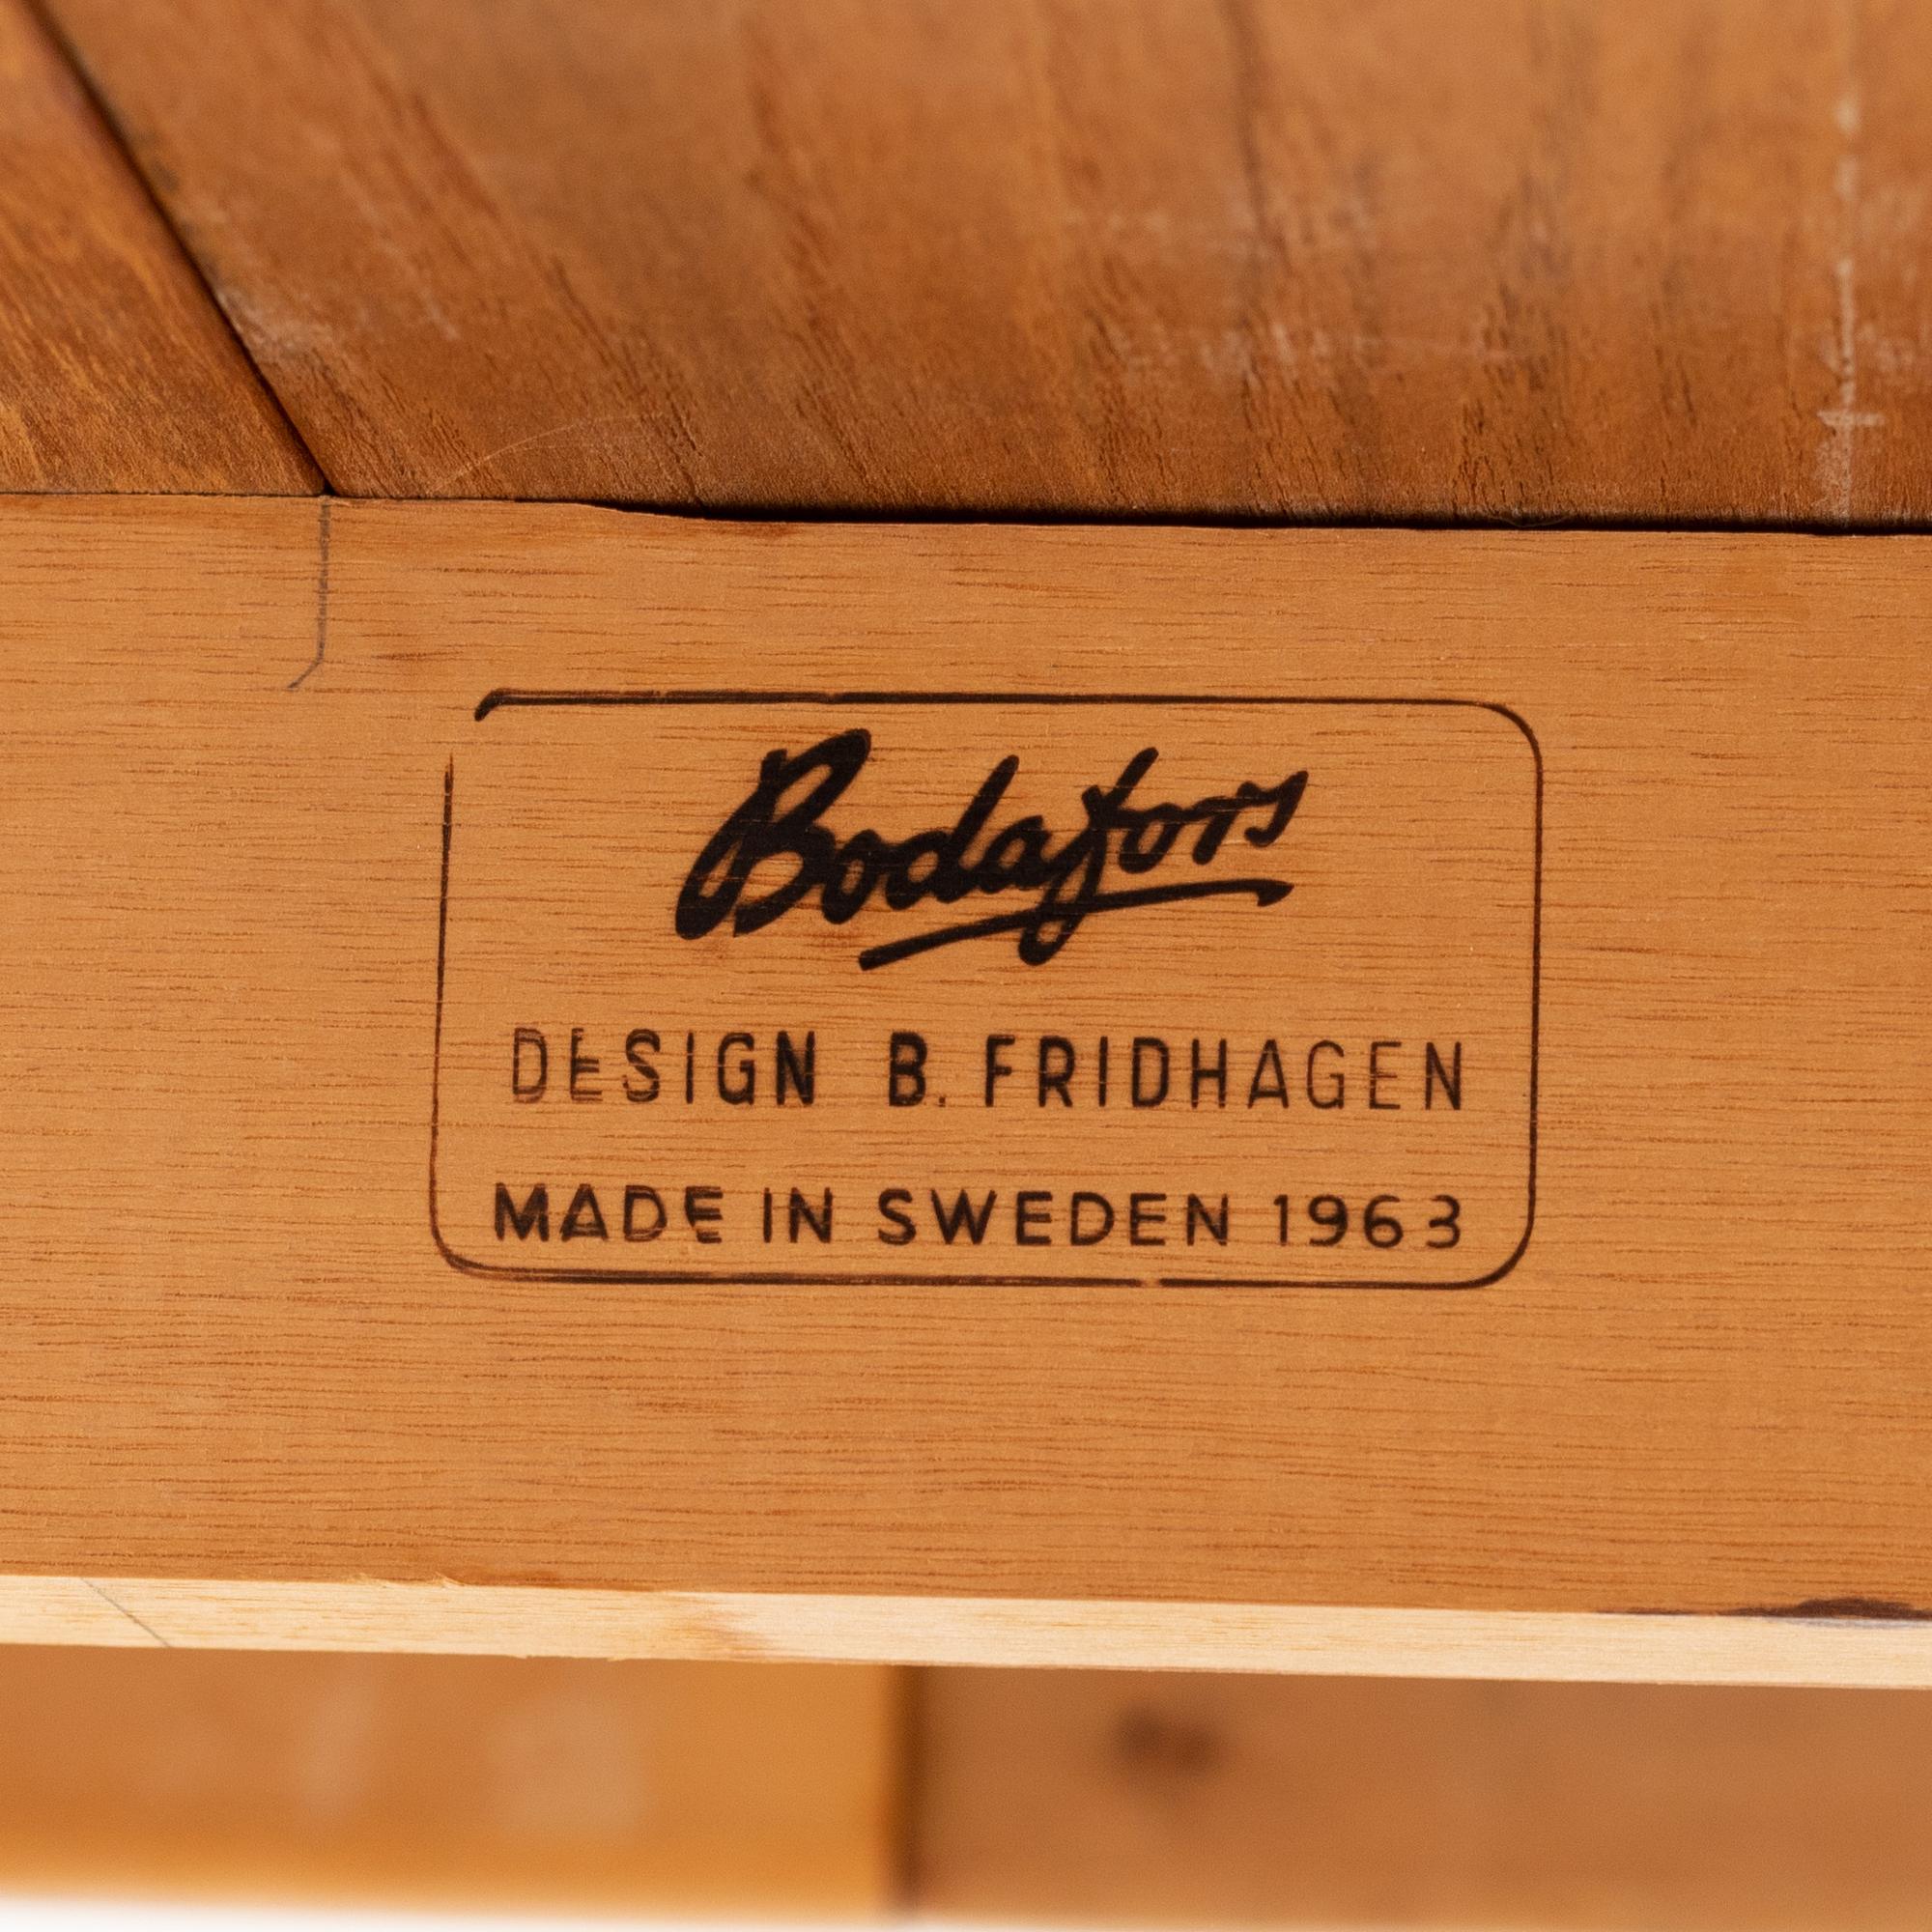 Bodafors
DESIGN B. FRIDHAGEN
MADE IN SWEDEN 1963